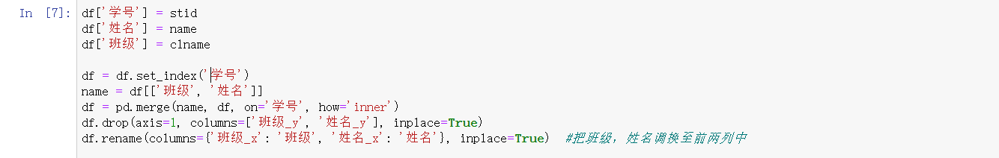 In [7]: df['学号'] = stid
df['姓名'] = name
df['班级'] = clname
df = df.set_index('学号')
name = df[['班级', '姓名']]
df = pd.merge(name, df, on='学号', how='inner')
df.drop(axis=1, columns=['班级_y', '姓名_y'], inplace=True)
df.rename(columns={'班级_x': '班级', '姓名_x': '姓名'}, inplace=True)  #把班级，姓名调换至前两列中